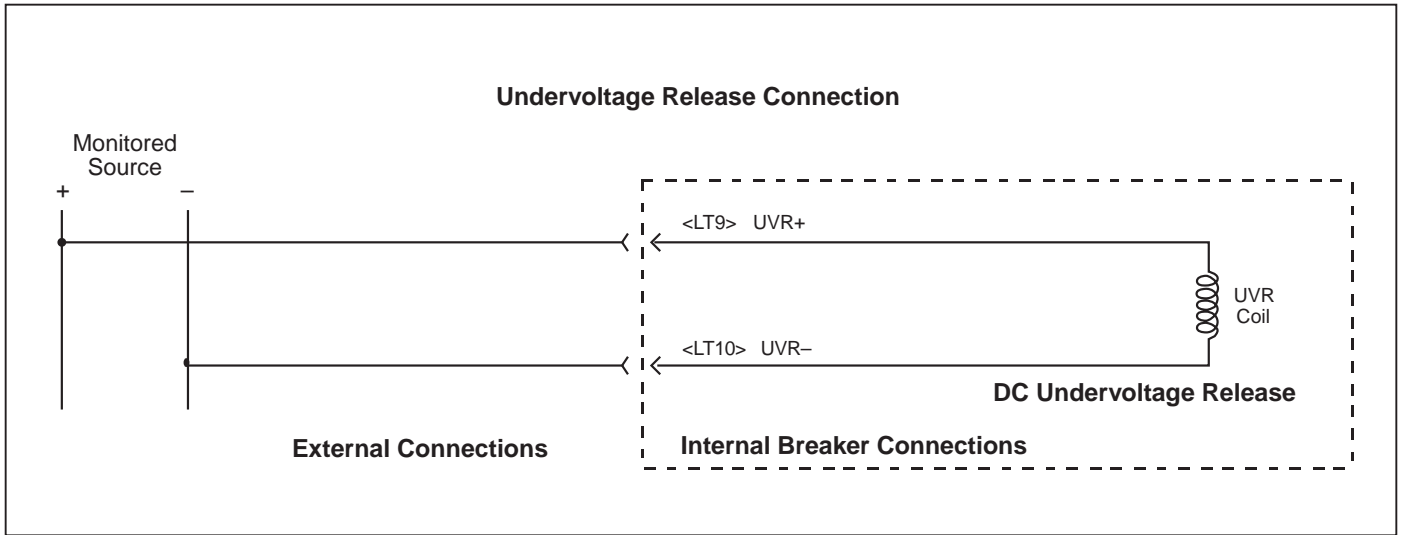 Undervoltage Release Connection
Monitored
Source
+ –
<LT9> UVR+
UVR
Coil
<LT10> UVR–
DC Undervoltage Release
External Connections
Internal Breaker Connections